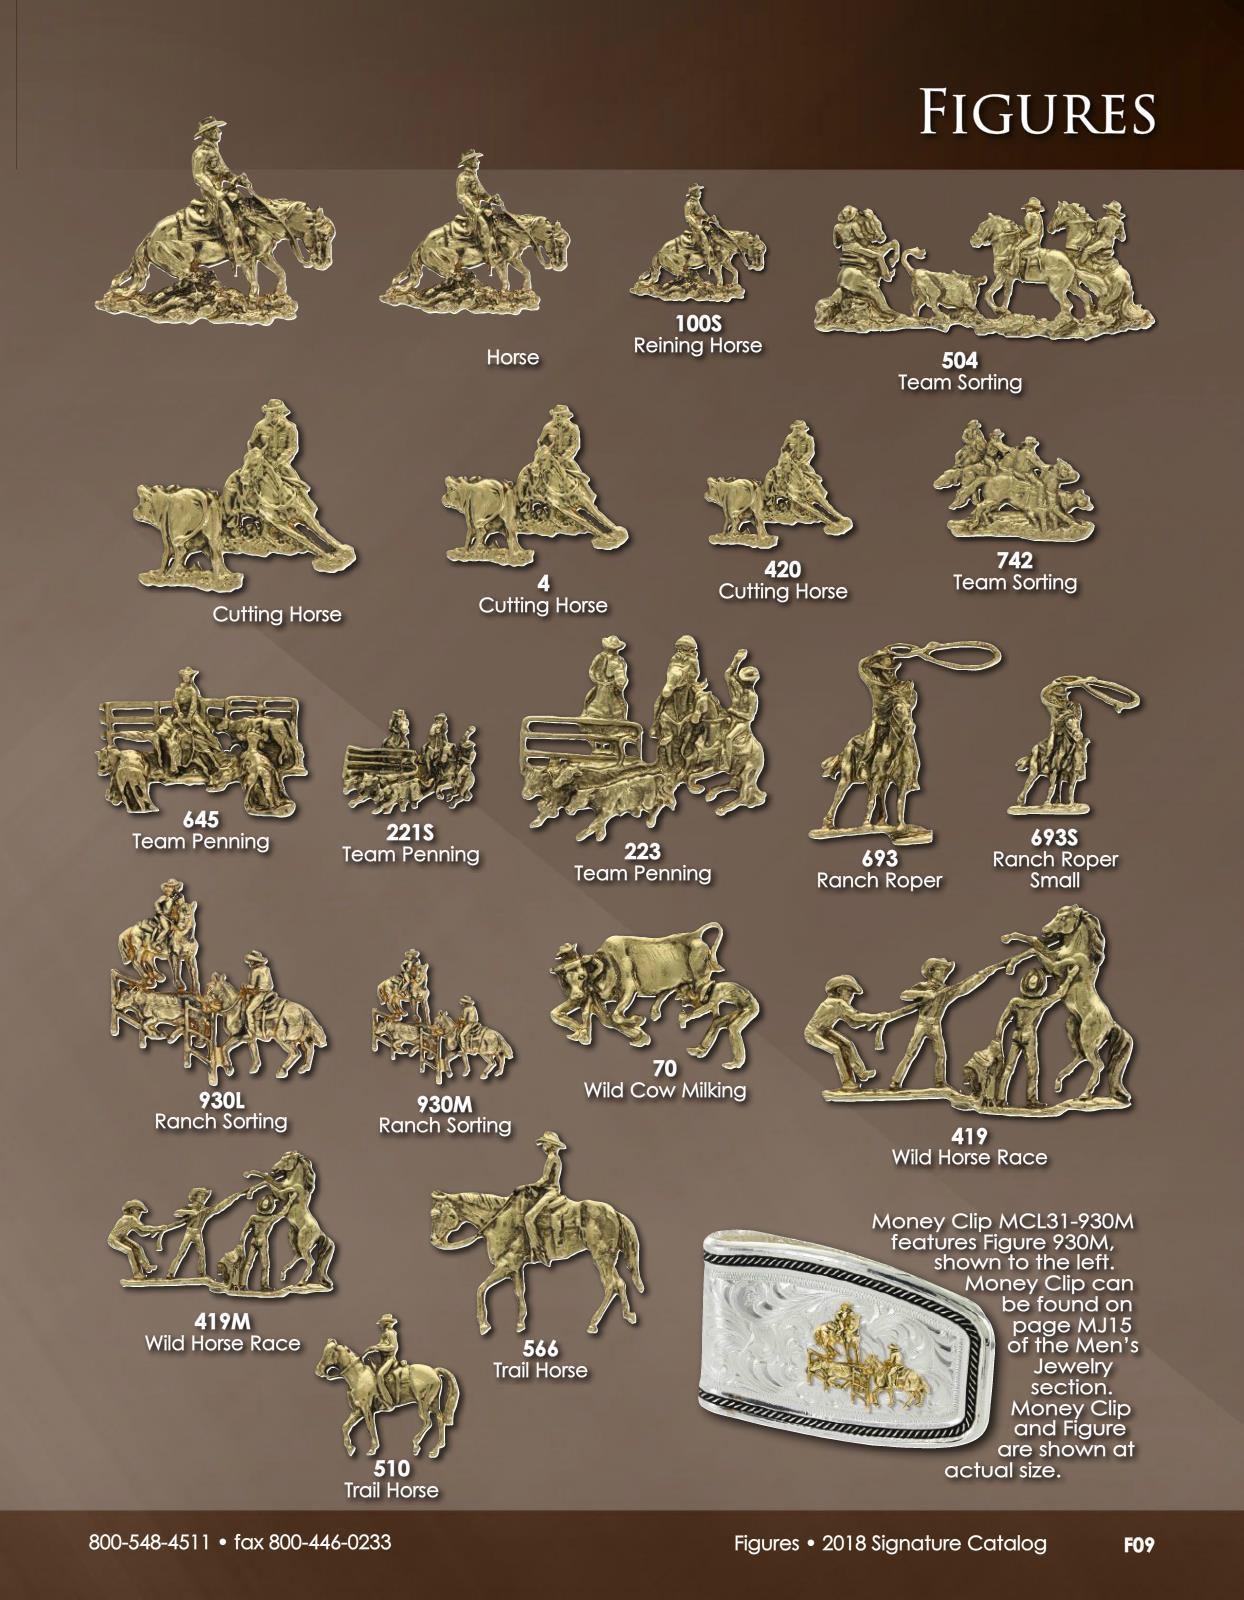 FIGURES
Horse
100S
Reining Horse
504
Team Sorting
Cutting Horse
4
Cutting Horse
420
Cutting Horse
742
Team Sorting
645
Team Penning
221S
Team Penning
223
Team Penning
693
Ranch Roper
693S
Ranch Roper
Small
930L
Ranch Sorting
930M
Ranch Sorting
70
Wild Cow Milking
419
Wild Horse Race
419M
Wild Horse Race
566
Trail Horse
510
Trail Horse
Money Clip MCL31-930M
features Figure 930M,
shown to the left.
Money Clip can
be found on
page MJ15
of the Men's
Jewelry
section.
Money Clip
and Figure
are shown at
actual size.
800-548-4511 • fax 800-446-0233
Figures • 2018 Signature Catalog F09